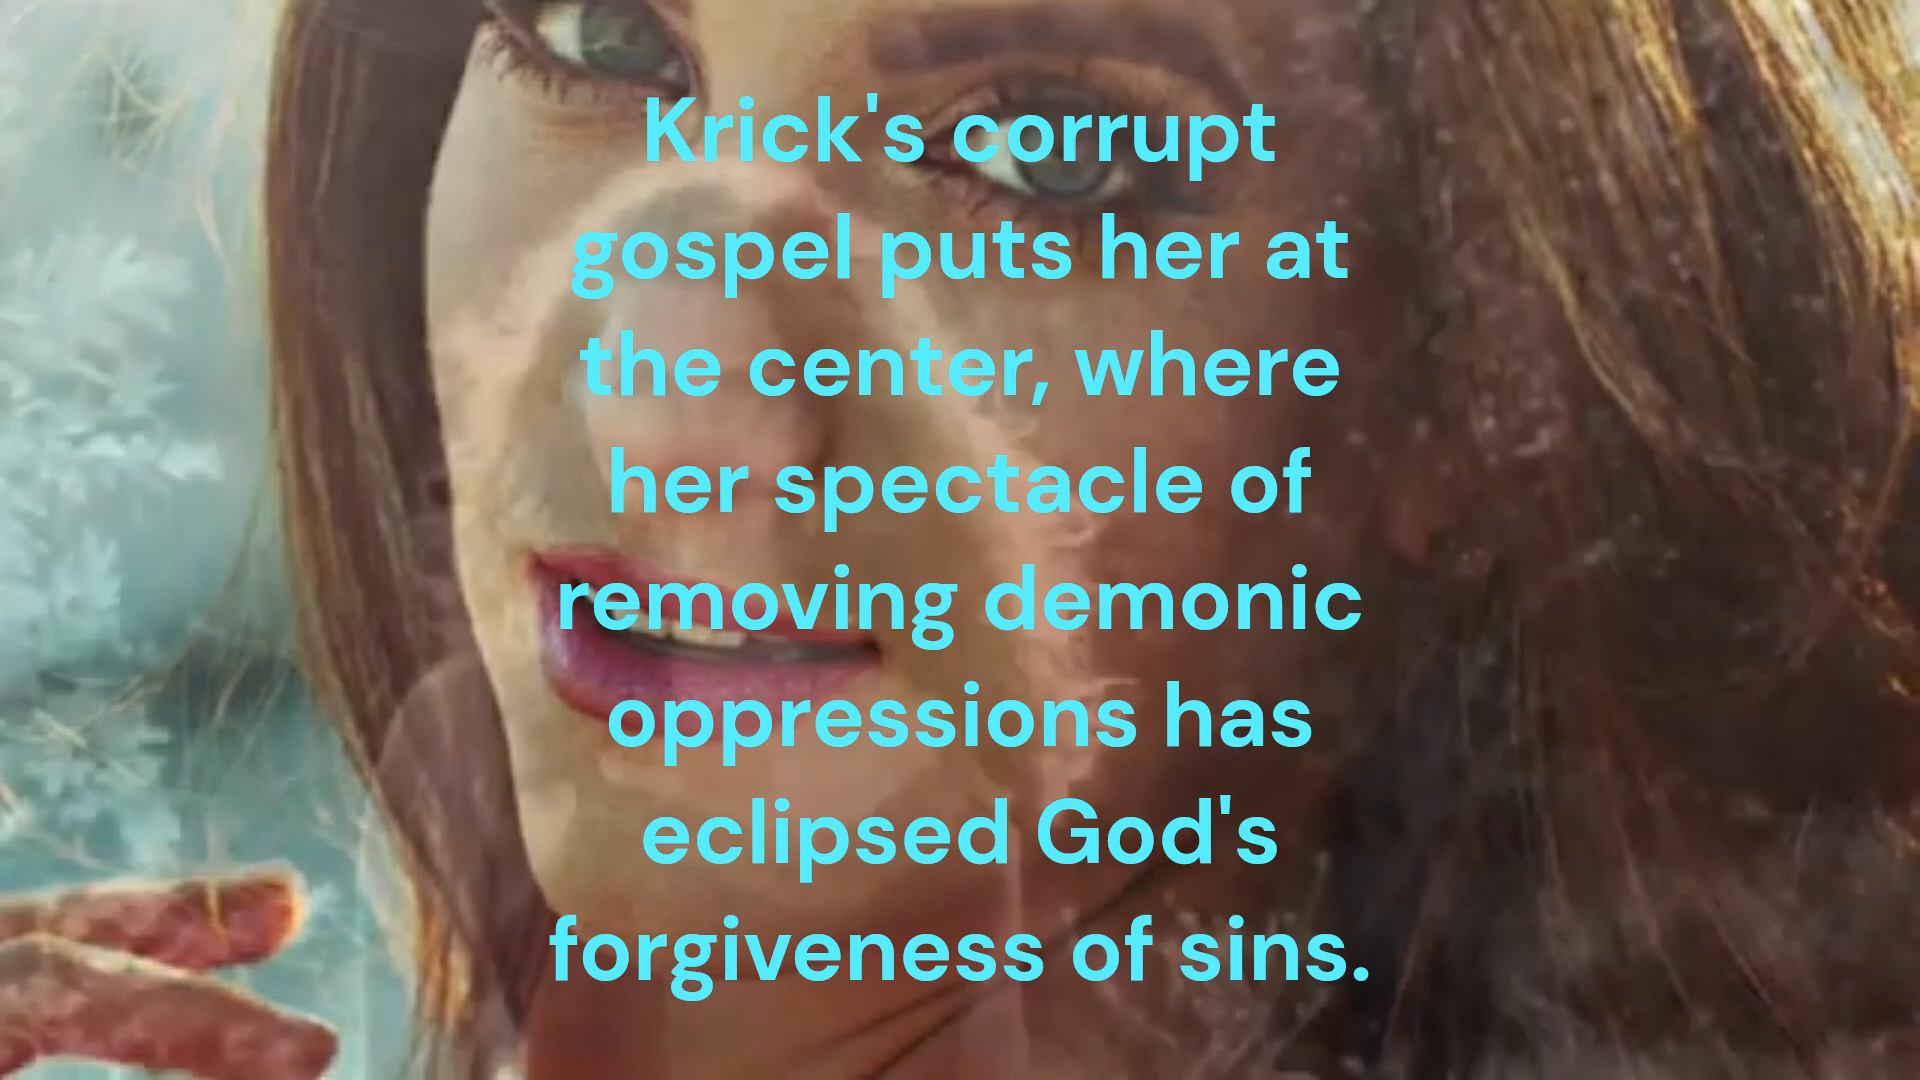 Krick's corrupt
gospel puts her at
the center, where
her spectacle of
removing demonic
oppressions has
eclipsed God's
forgiveness of sins.